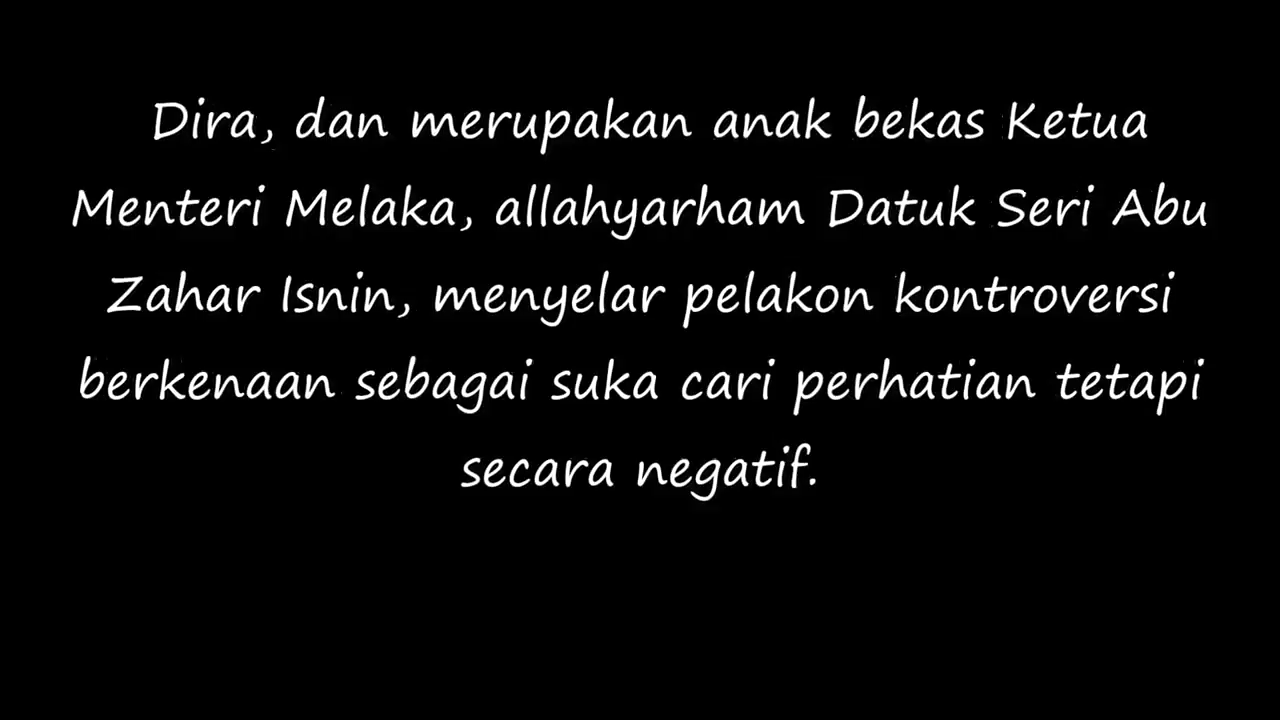 Dira, dan merupakan anak bekas Ketua
Menteri Melaka, allahyarham Datuk Seri Abu
Zahar Isnin, menyelar pelakon kontroversi
berkenaan sebagai suka cari perhatian tetapi
secara negatif.